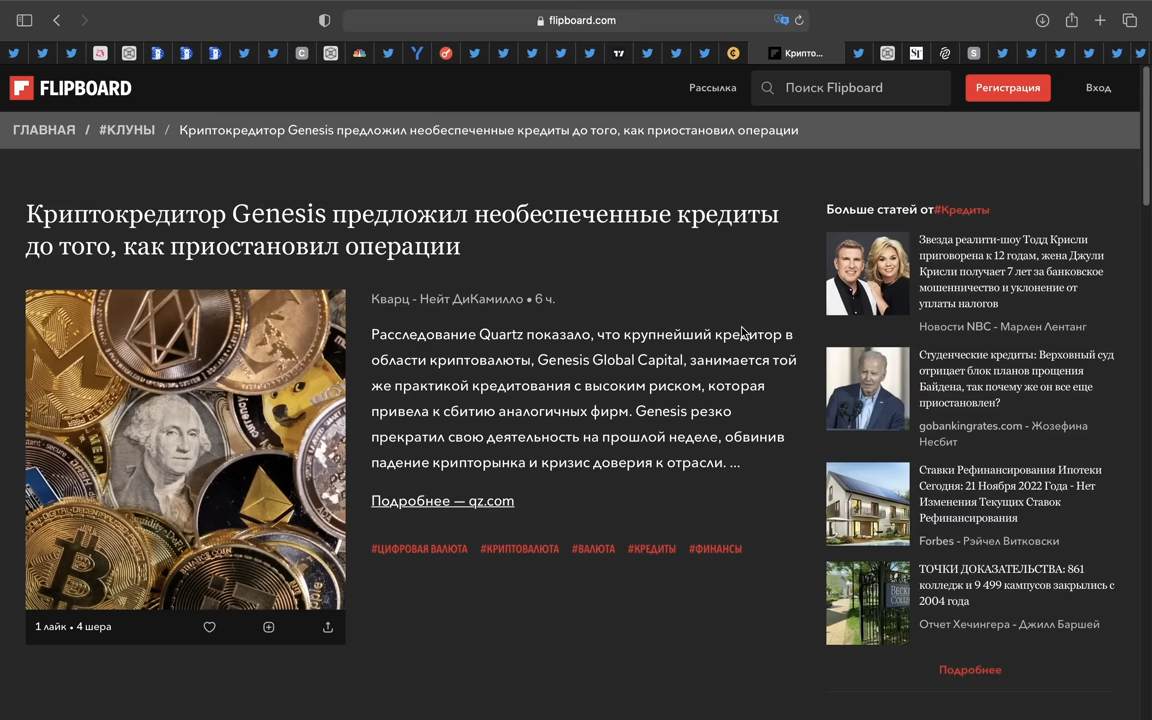 flipboard.com
Крипто...
FLIPBOARD
Рассылка
Поиск Flipboard
Регистрация
Вход
ГЛАВНАЯ / #КЛУНЫ / Криптокредитор Genesis предложил необеспеченные кредиты до того, как приостановил операции
Криптокредитор Genesis предложил необеспеченные кредиты
до того, как приостановил операции
Кварц - Нейт ДиКамилло • 6 ч.
Расследование Quartz показало, что крупнейший кредитор в
области криптовалюты, Genesis Global Capital, занимается той
же практикой кредитования с высоким риском, которая
привела к сбитию аналогичных фирм. Genesis резко
прекратил свою деятельность на прошлой неделе, обвинив
падение крипторынка и кризис доверия к отрасли. ...
Подробнее — qz.com
#ЦИФРОВАЯ ВАЛЮТА #КРИПТОВАЛЮТА #ВАЛЮТА #КРЕДИТЫ #ФИНАНСЫ
1 лайк • 4 шера
Больше статей от#Кредиты
Звезда реалити-шоу Тодд Крисли
приговорена к 12 годам, жена Джули
Крисли получает 7 лет за банковское
мошенничество и уклонение от
уплаты налогов
Новости NBC - Марлен Лентанг
Студенческие кредиты: Верховный суд
отрицает блок планов прощения
Байдена, так почему же он все еще
приостановлен?
gobankingrates.com - Жозефина
Несбит
Ставки Рефинансирования Ипотеки
Сегодня: 21 Ноября 2022 Года - Нет
Изменения Текущих Ставок
Рефинансирования
Forbes - Рэйчел Витковски
ТОЧКИ ДОКАЗАТЕЛЬСТВА: 861
колледж и 9 499 кампусов закрылись с
2004 года
Отчет Хечингера - Джилл Баршей
Подробнее